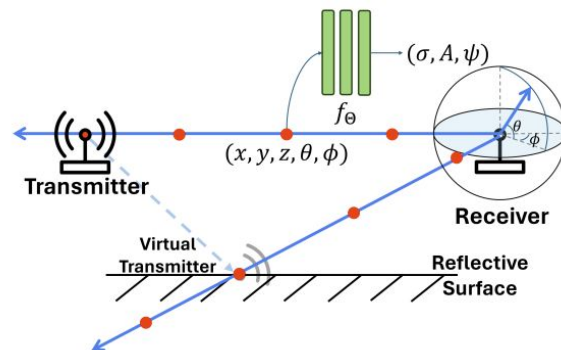 (σ, A, ψ)
f_Θ
θ
ϕ
(x, y, z, θ, ϕ)
Transmitter
Receiver
Virtual
Transmitter
Reflective
Surface